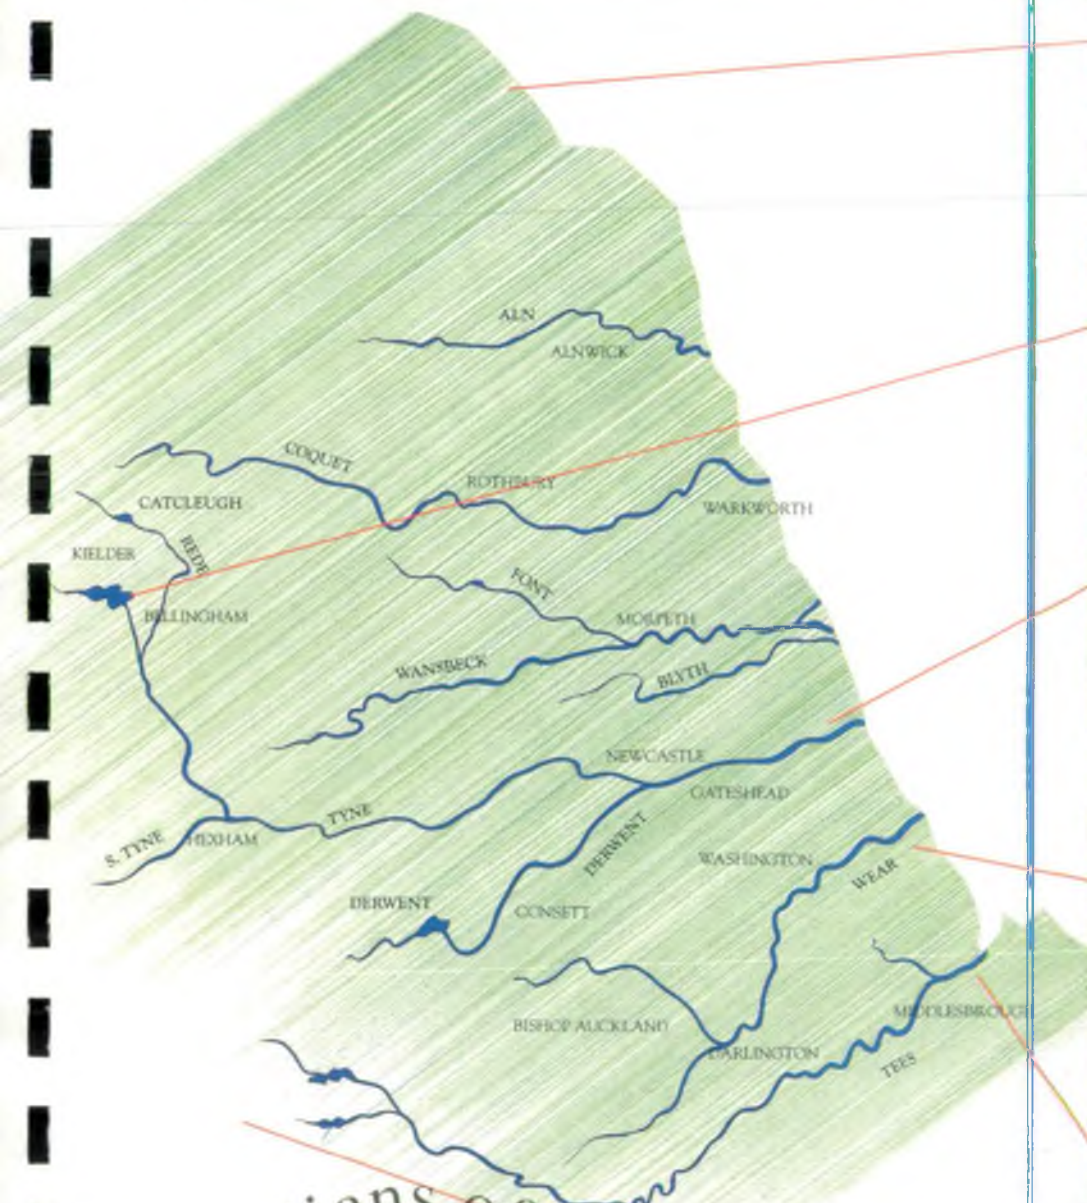 ALN
ALNWICK
COQUET
ROTHBURY
CATCLEUGH
WARKWORTH
REDE
KIELDER
FONT
BELLINGHAM
MORPETH
WANSBECK
BLYTH
NEWCASTLE
GATESHEAD
TYNE
HEXHAM
S. TYNE
DERWENT
WASHINGTON
WEAR
DERWENT
CONSETT
MIDDLESBROUGH
BISHOP AUCKLAND
DARLINGTON
TEES